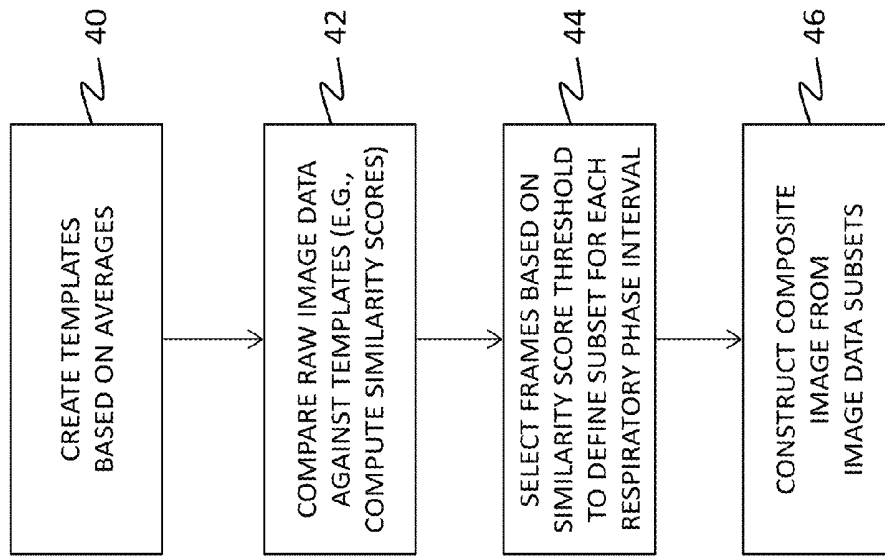 CREATE TEMPLATES
BASED ON AVERAGES
40
COMPARE RAW IMAGE DATA
AGAINST TEMPLATES (E.G.,
COMPUTE SIMILARITY SCORES)
42
SELECT FRAMES BASED ON
SIMILARITY SCORE THRESHOLD
TO DEFINE SUBSET FOR EACH
RESPIRATORY PHASE INTERVAL
44
CONSTRUCT COMPOSITE
IMAGE FROM
IMAGE DATA SUBSETS
46